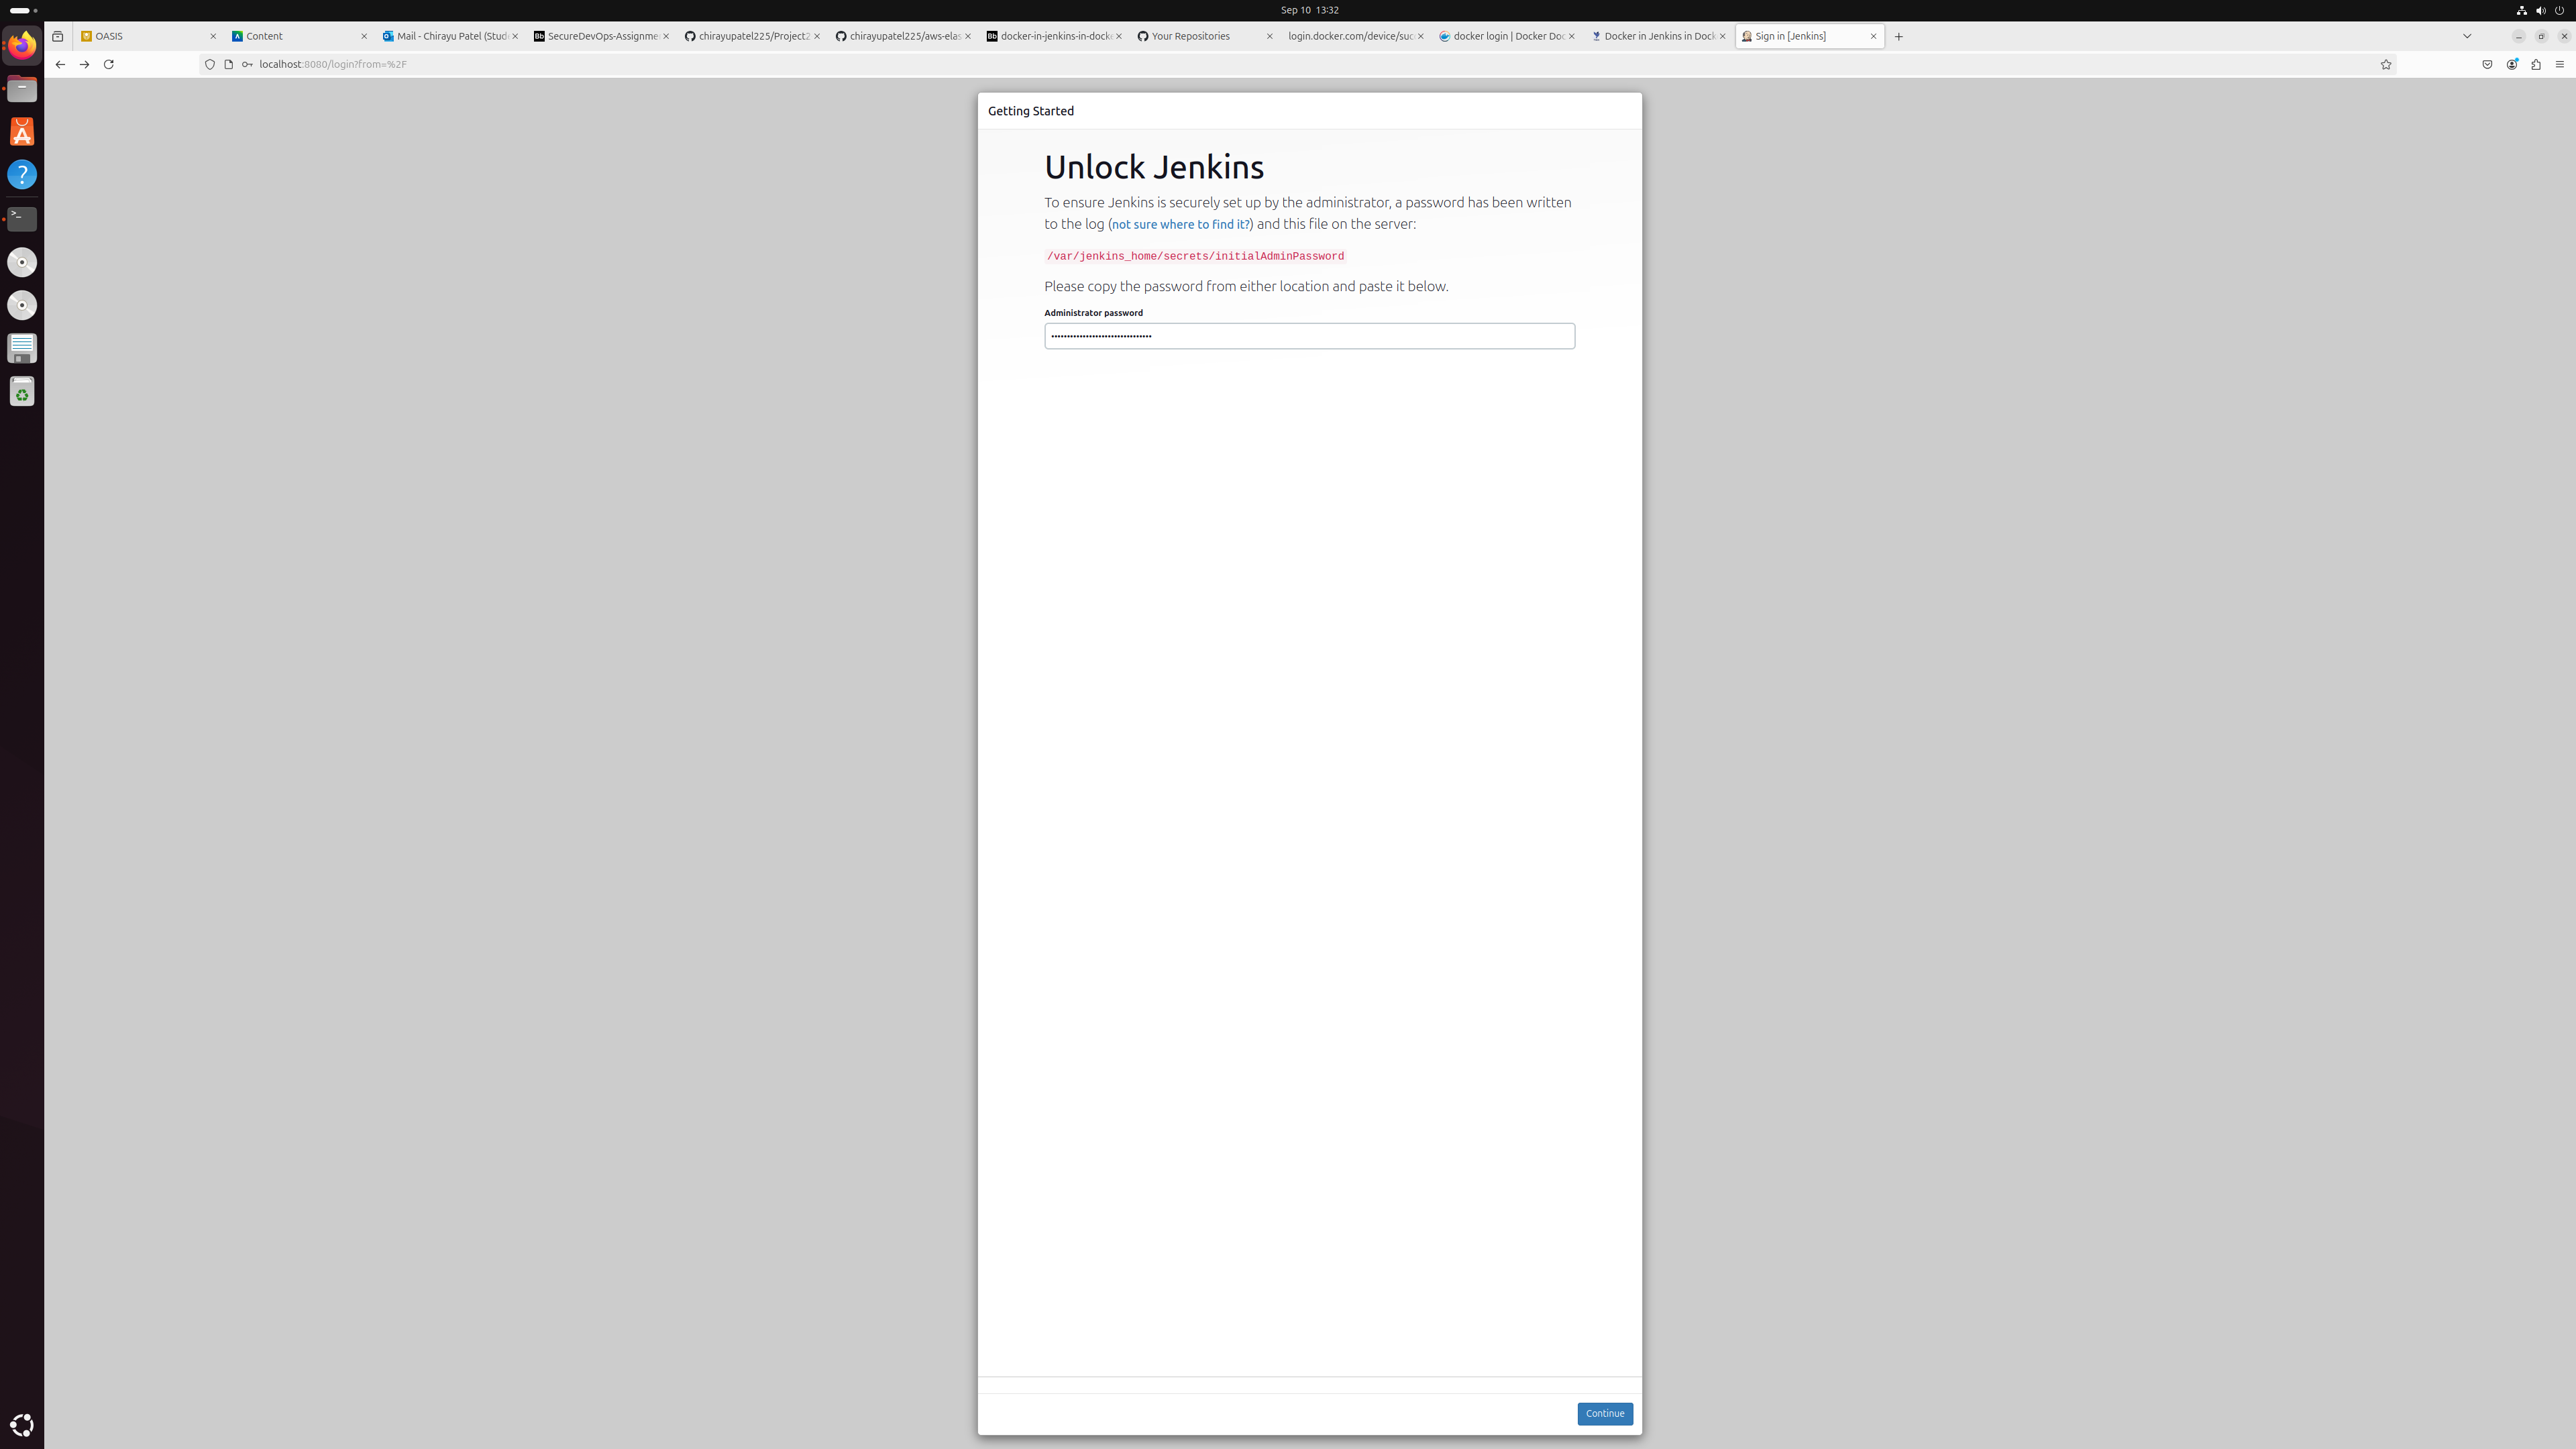 Sep 10 13:32
OASIS
Content
Mail - Chirayu Patel (Stud
SecureDevOps-Assignme
chirayupatel225/Project2
chirayupatel225/aws-elas
docker-in-jenkins-in-docke
Your Repositories
login.docker.com/device/suc
docker login | Docker Doc
Docker in Jenkins in Dock
Sign in [Jenkins]
localhost:8080/login?from=%2F
Getting Started
Unlock Jenkins
To ensure Jenkins is securely set up by the administrator, a password has been written
to the log (not sure where to find it?) and this file on the server:
/var/jenkins_home/secrets/initialAdminPassword
Please copy the password from either location and paste it below.
Administrator password
••••••••••••••••••••••••••••••••
Continue